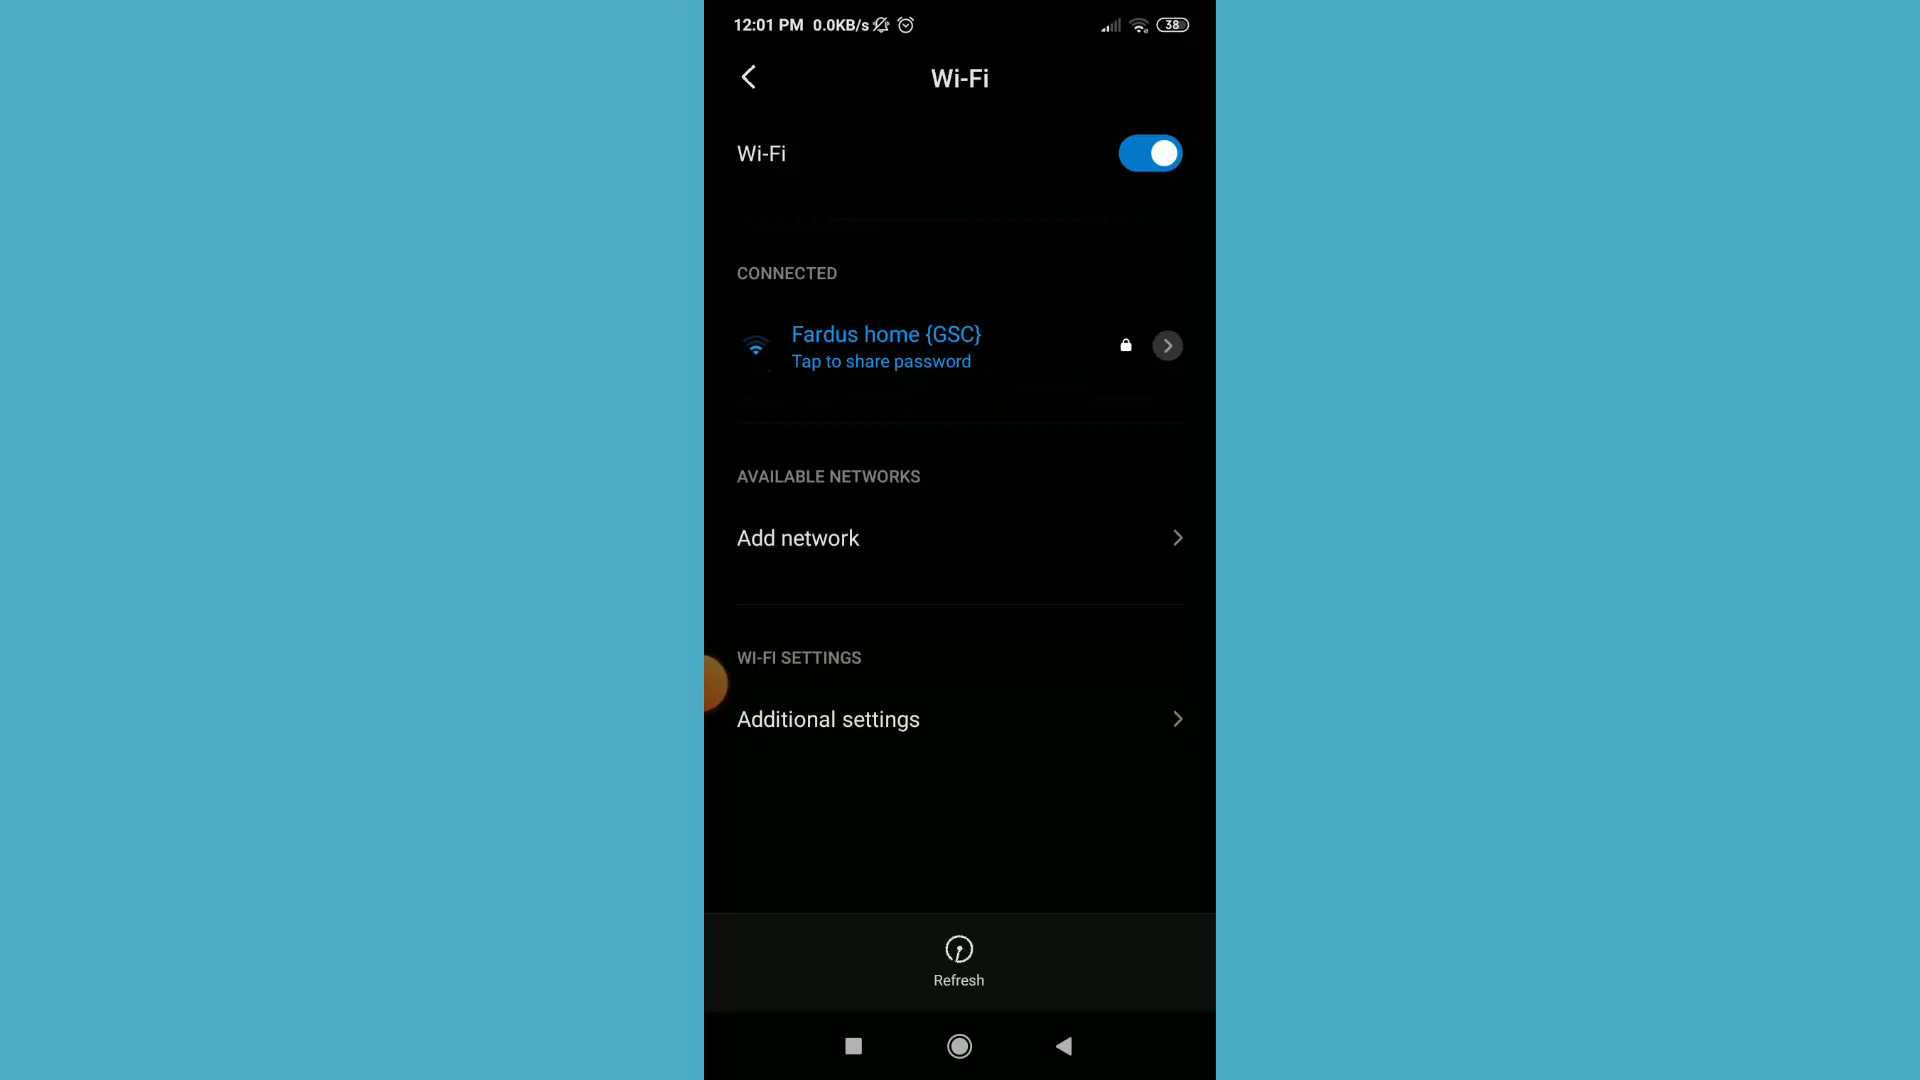 12:01 PM 0.0KB/s 38
Wi-Fi
Wi-Fi
CONNECTED
Fardus home {GSC}
Tap to share password
AVAILABLE NETWORKS
Add network
WI-FI SETTINGS
Additional settings
Refresh